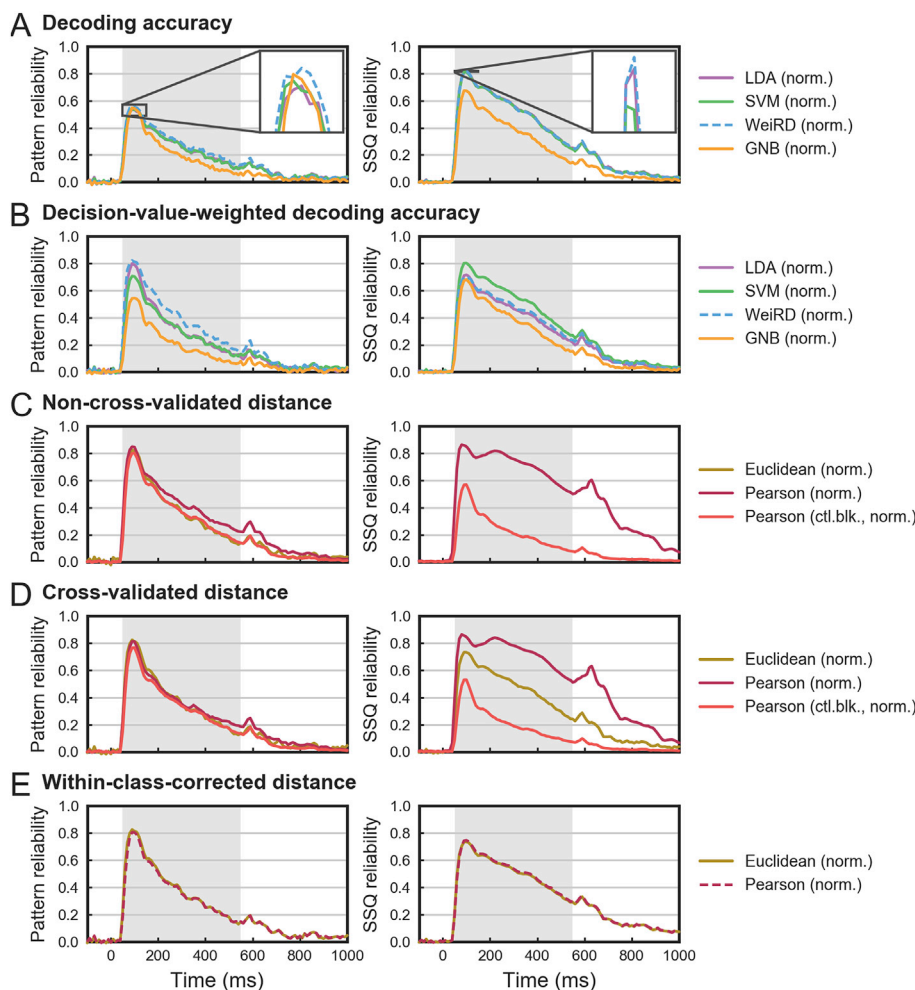 A Decoding accuracy
Pattern reliability
1.0
0.8
0.6
0.4
0.2
0.0
SSQ reliability
1.0
0.8
0.6
0.4
0.2
0.0
LDA (norm.)
SVM (norm.)
WeiRD (norm.)
GNB (norm.)
B Decision-value-weighted decoding accuracy
Pattern reliability
1.0
0.8
0.6
0.4
0.2
0.0
SSQ reliability
1.0
0.8
0.6
0.4
0.2
0.0
LDA (norm.)
SVM (norm.)
WeiRD (norm.)
GNB (norm.)
C Non-cross-validated distance
Pattern reliability
1.0
0.8
0.6
0.4
0.2
0.0
SSQ reliability
1.0
0.8
0.6
0.4
0.2
0.0
Euclidean (norm.)
Pearson (norm.)
Pearson (ctl.blk., norm.)
D Cross-validated distance
Pattern reliability
1.0
0.8
0.6
0.4
0.2
0.0
SSQ reliability
1.0
0.8
0.6
0.4
0.2
0.0
Euclidean (norm.)
Pearson (norm.)
Pearson (ctl.blk., norm.)
E Within-class-corrected distance
Pattern reliability
1.0
0.8
0.6
0.4
0.2
0.0
0 200 400 600 800 1000
Time (ms)
SSQ reliability
1.0
0.8
0.6
0.4
0.2
0.0
0 200 400 600 800 1000
Time (ms)
Euclidean (norm.)
Pearson (norm.)